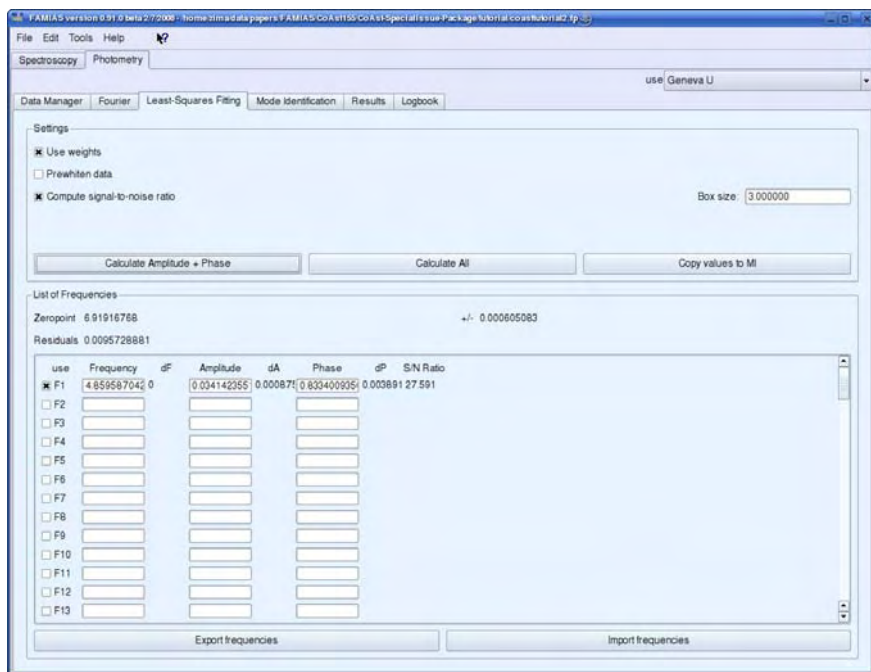 FAMIAS version 0.91.0 beta 2.7.2008 - home/zima/data/papers/FAMIAS/CoAst155/CoAst-Special-Issue-Package/tutorial/coasttutorial2.fp
File Edit Tools Help
Spectroscopy Photometry
use Geneva U
Data Manager Fourier Least-Squares Fitting Mode Identification Results Logbook
Settings
Use weights
Prewhiten data
Compute signal-to-noise ratio Box size: 3.000000
Calculate Amplitude + Phase Calculate All Copy values to MI
List of Frequencies
Zeropoint 6.91916768 +/- 0.000605083
Residuals 0.0095728881
use Frequency dF Amplitude dA Phase dP S/N Ratio
F1 4.859587042 0 0.034142355 0.000875 0.833400935 0.003891 27.591
F2
F3
F4
F5
F6
F7
F8
F9
F10
F11
F12
F13
Export frequencies Import frequencies